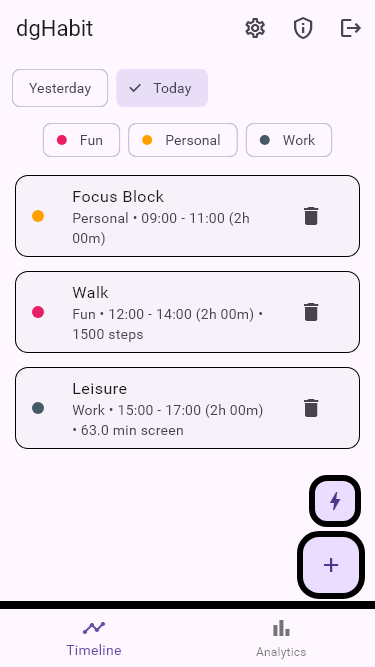 dgHabit
Yesterday
Today
Fun
Personal
Work
Focus Block
Personal • 09:00 - 11:00 (2h
00m)
Walk
Fun • 12:00 - 14:00 (2h 00m) •
1500 steps
Leisure
Work • 15:00 - 17:00 (2h 00m)
• 63.0 min screen
Timeline
Analytics